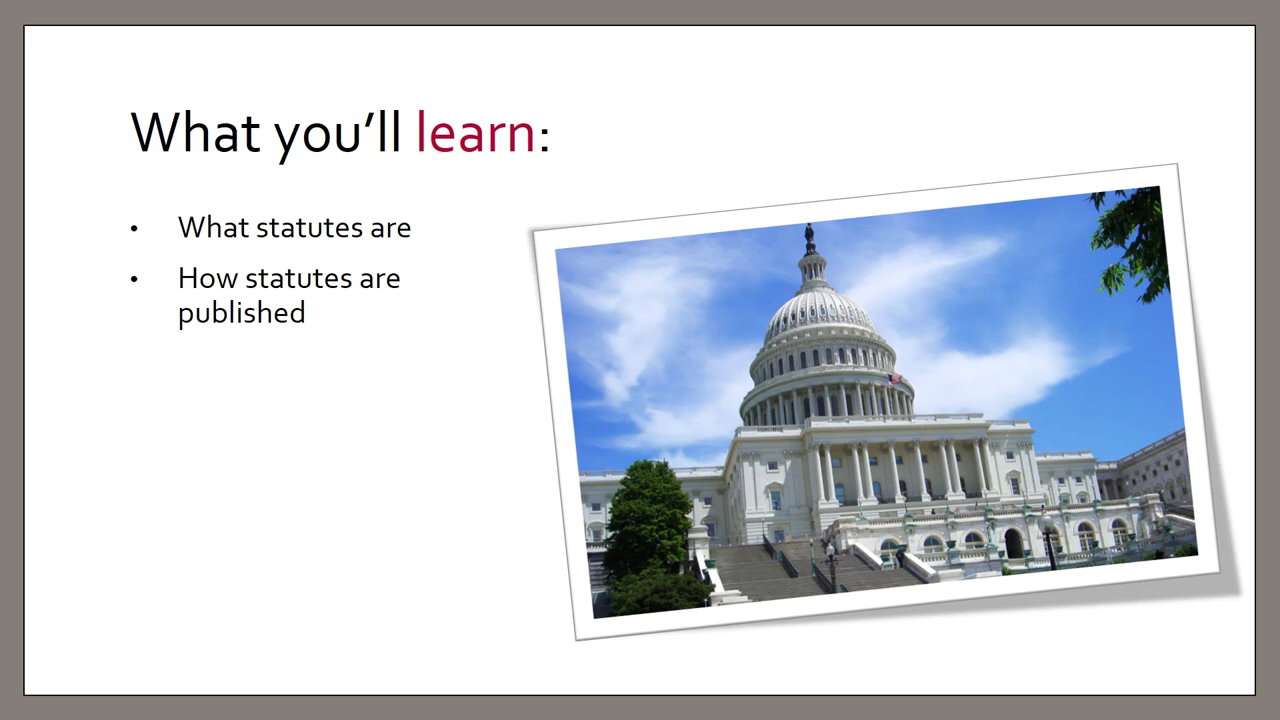 What you’ll learn:
• What statutes are
• How statutes are
published